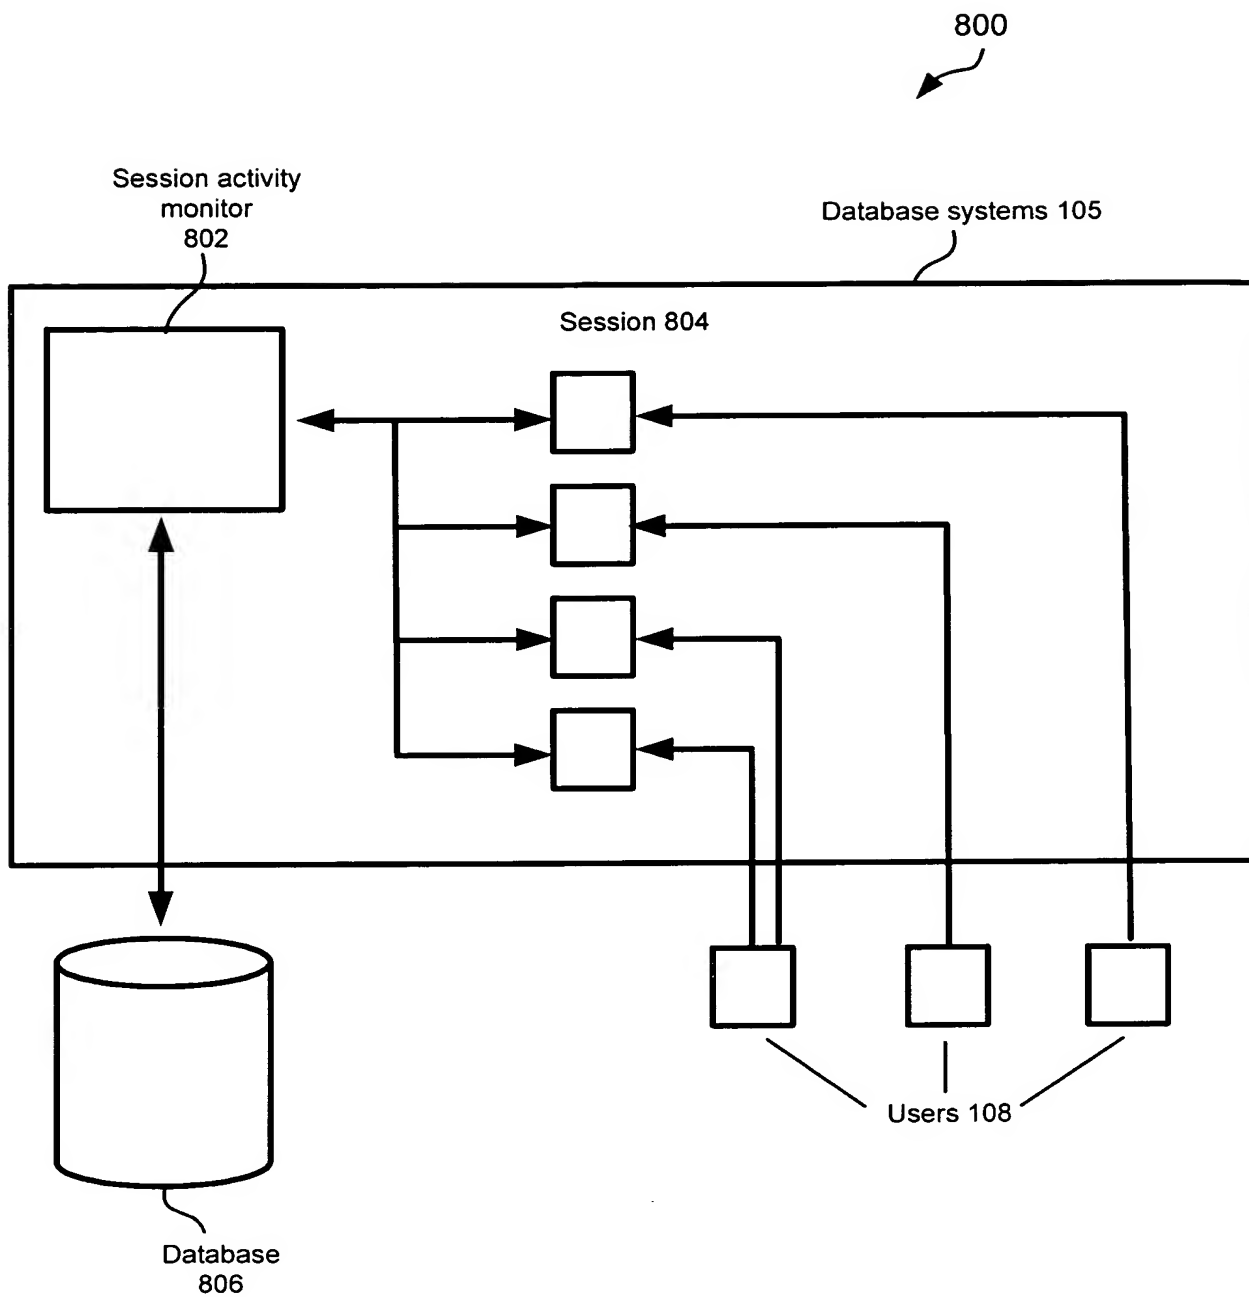 800
Session activity
monitor
802
Database systems 105
Session 804
Users 108
Database
806